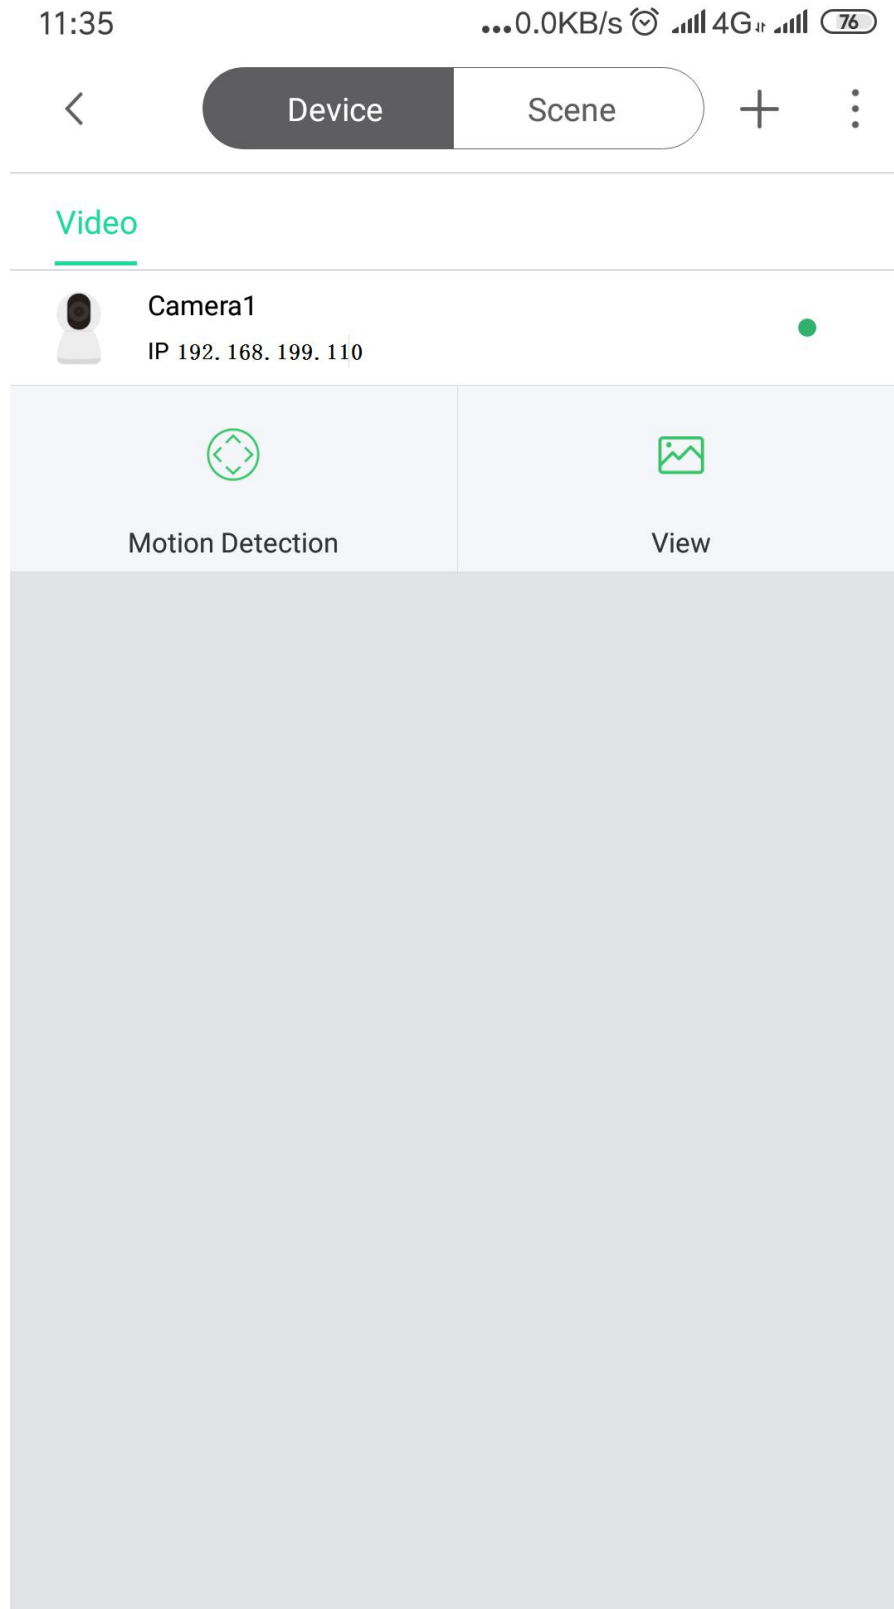 11:35 ...0.0KB/s 4G 76
Device Scene
Video
Camera1
IP 192.168.199.110
Motion Detection View